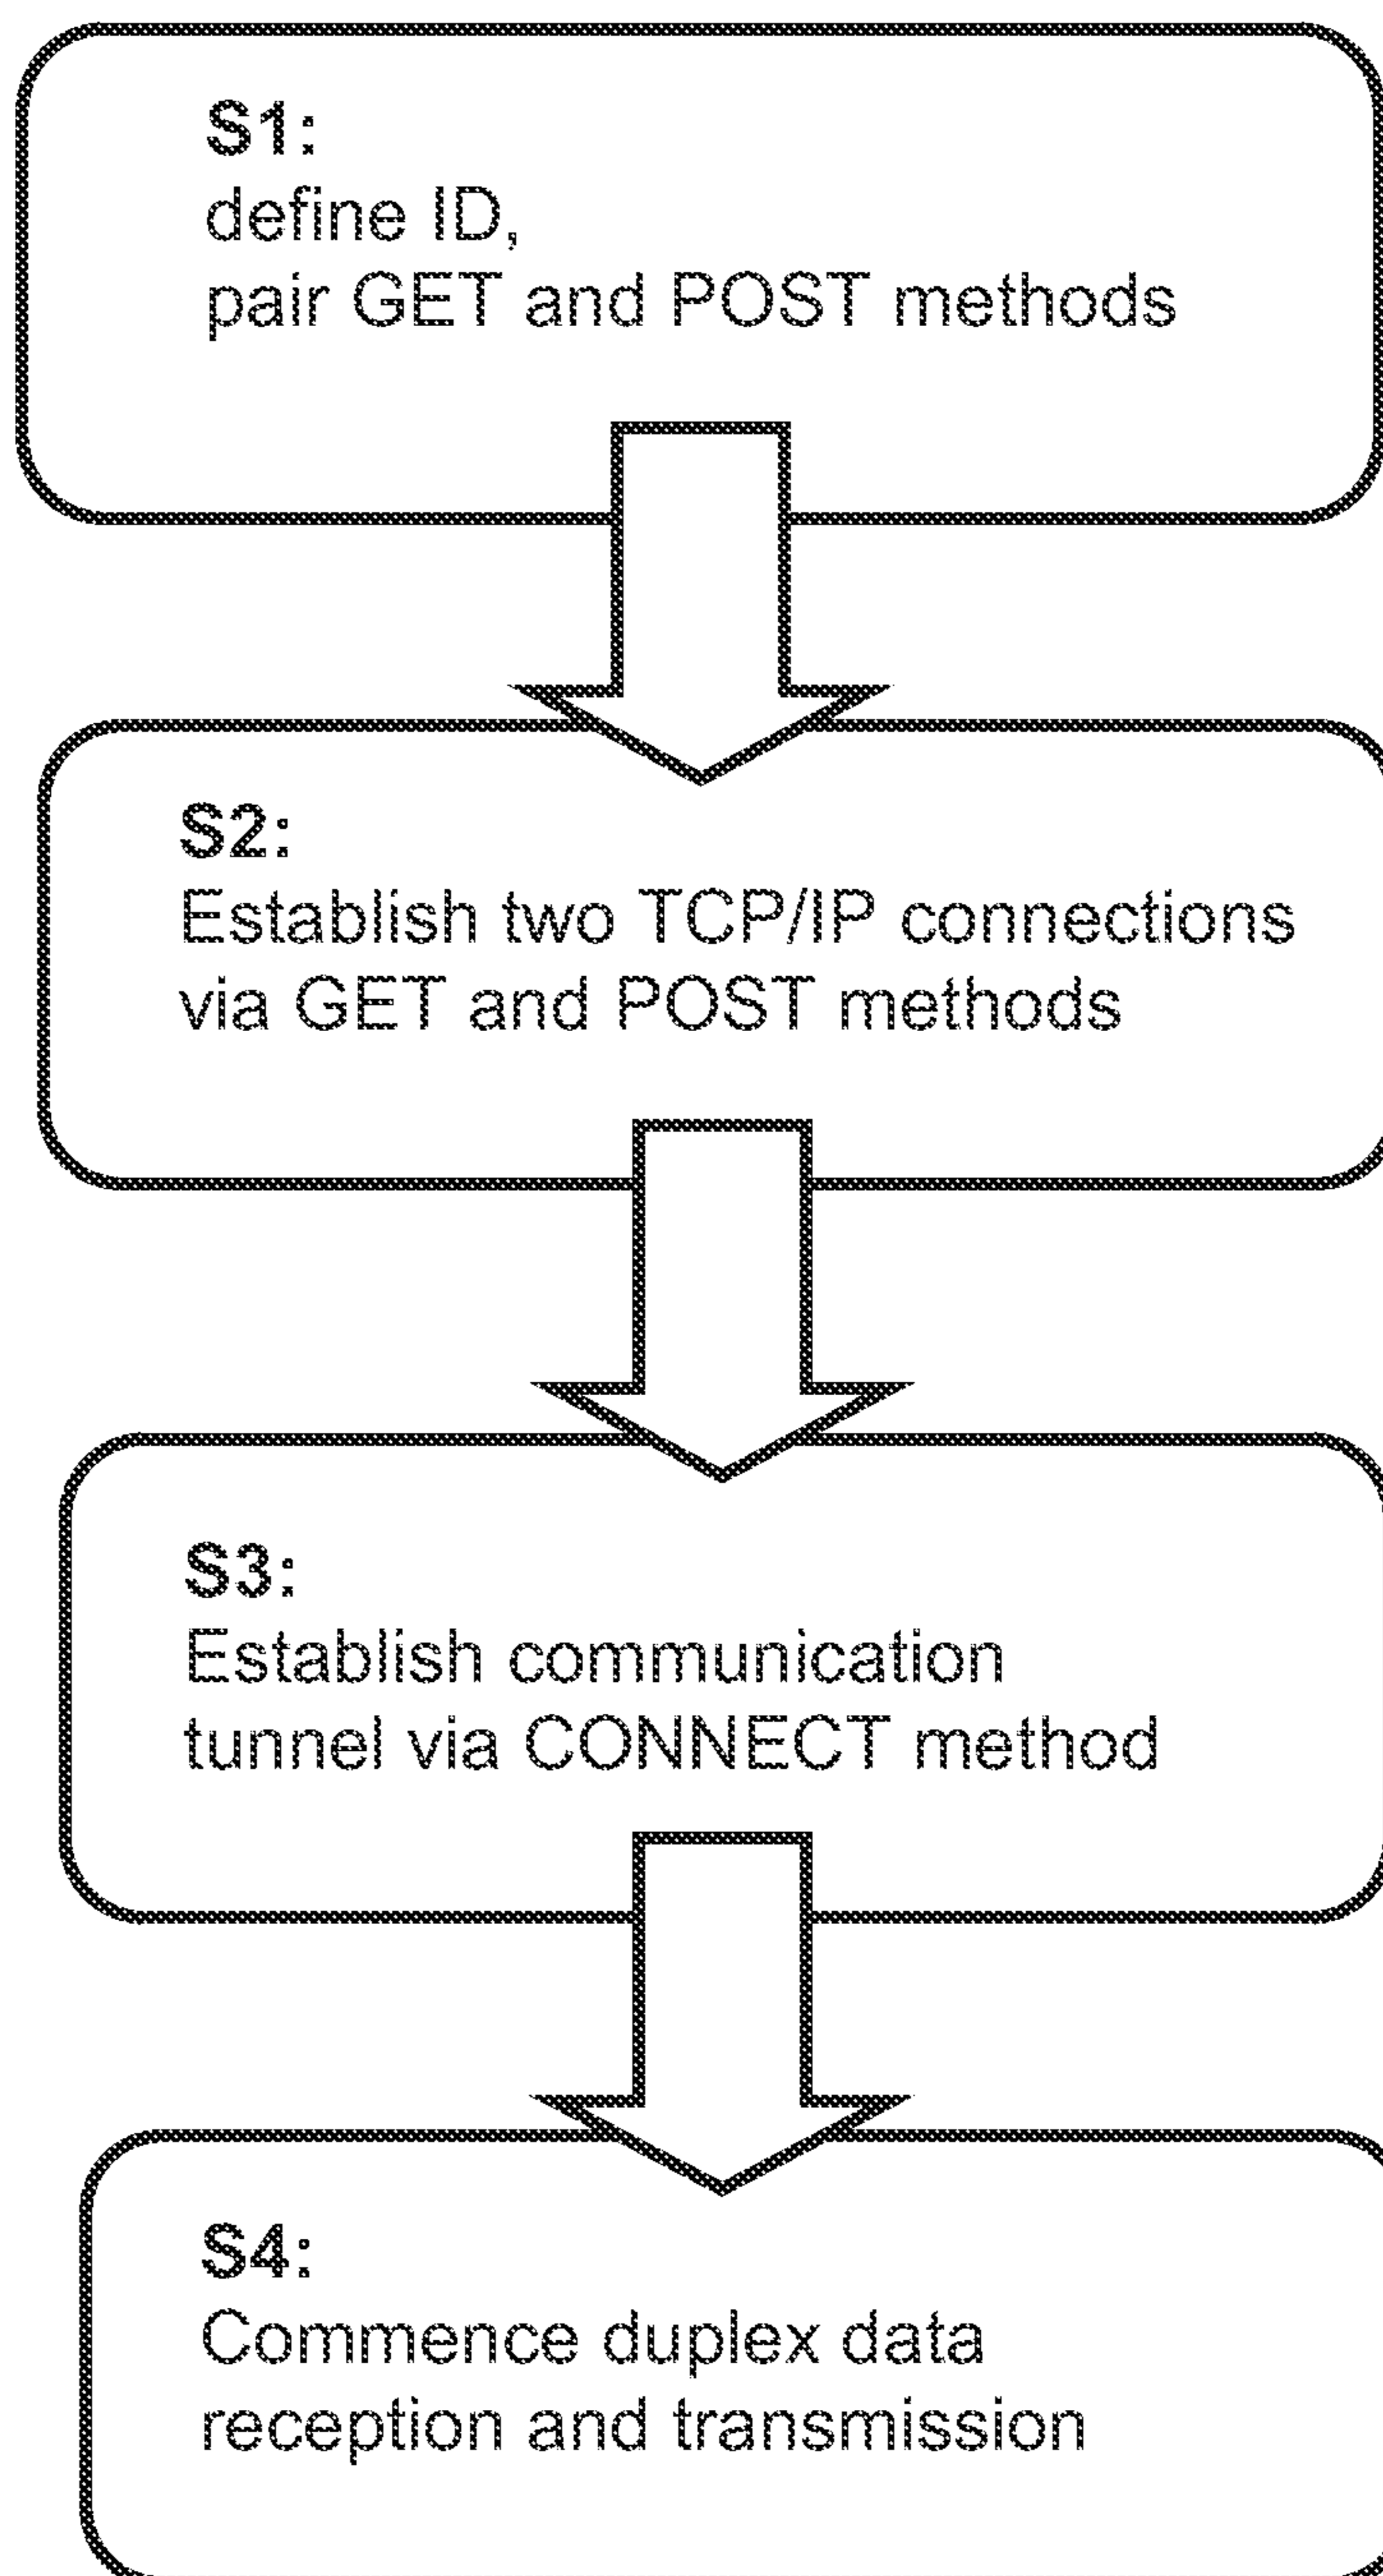 S1:
define ID,
pair GET and POST methods
S2:
Establish two TCP/IP connections
via GET and POST methods
S3:
Establish communication
tunnel via CONNECT method
S4:
Commence duplex data
reception and transmission